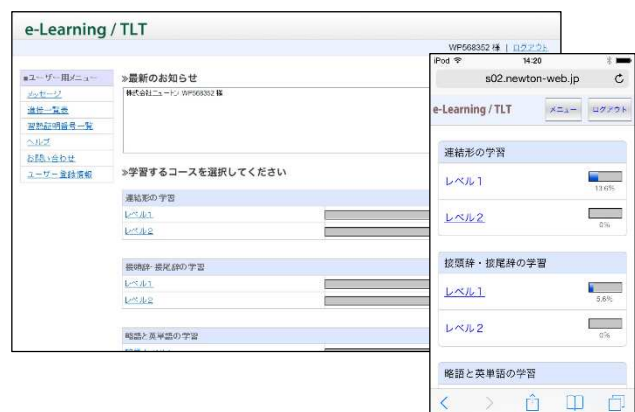 e-Learning / TLT
WP568352 様 | ログアウト
■ユーザー用メニュー
メッセージ
進捗一覧表
習熟証明番号一覧
ヘルプ
お問い合わせ
ユーザー登録情報
»最新のお知らせ
株式会社ニュートン WP568352 様
»学習するコースを選択してください
連結形の学習
レベル1
レベル2
接頭辞・接尾辞の学習
レベル1
レベル2
略語と英単語の学習
iPod 14:20
s02.newton-web.jp
e-Learning / TLT メニュー ログアウト
連結形の学習
レベル1
13.6%
レベル2
0%
接頭辞・接尾辞の学習
レベル1
5.6%
レベル2
0%
略語と英単語の学習